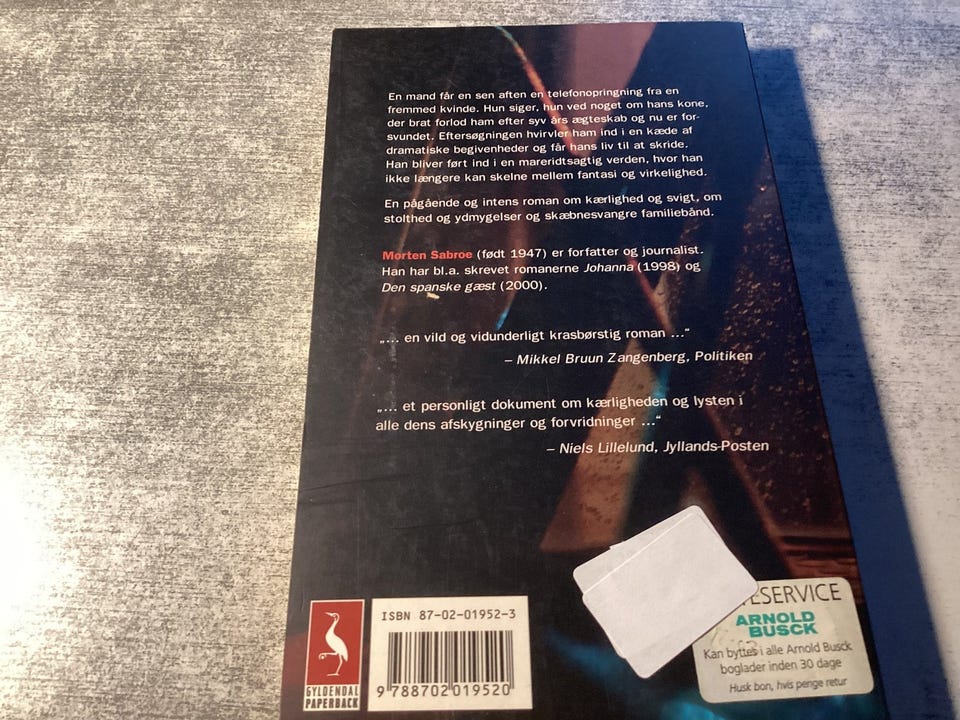 En mand får en sen aften en telefonopringning fra en
fremmed kvinde. Hun siger, hun ved noget om hans kone,
der brat forlod ham efter syv års ægteskab og nu er for-
svundet. Eftersøgningen hvirvler ham ind i en kæde af
dramatiske begivenheder og får hans liv til at skride.
Han bliver ført ind i en mareridtsagtig verden, hvor han
ikke længere kan skelne mellem fantasi og virkelighed.
En pågående og intens roman om kærlighed og svigt, om
stolthed og ydmygelser og skæbnesvangre familiebånd.
Morten Sabroe (født 1947) er forfatter og journalist.
Han har bl.a. skrevet romanerne Johanna (1998) og
Den spanske gæst (2000).
„... en vild og vidunderligt krasbørstig roman ...“
– Mikkel Bruun Zangenberg, Politiken
„... et personligt dokument om kærligheden og lysten i
alle dens afskygninger og forvridninger ...“
– Niels Lillelund, Jyllands-Posten
GYLDENDAL
PAPERBACK
ISBN 87-02-01952-3
9 788702 019520
ESERVICE
ARNOLD
BUSCK
Kan byttes i alle Arnold Busck
boglader inden 30 dage
Husk bon, hvis penge retur